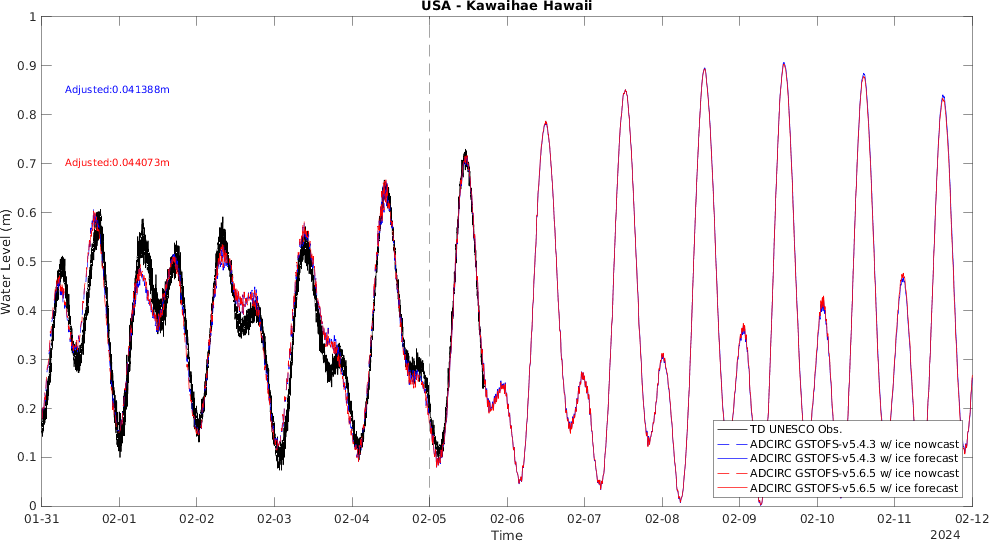 USA - Kawaihae Hawaii
1
0.9
0.8
0.7
0.6
0.5
0.4
0.3
0.2
0.1
0
Water Level (m)
Adjusted:0.041388m
Adjusted:0.044073m
TD UNESCO Obs.
ADCIRC GSTOFS-v5.4.3 w/ ice nowcast
ADCIRC GSTOFS-v5.4.3 w/ ice forecast
ADCIRC GSTOFS-v5.6.5 w/ ice nowcast
ADCIRC GSTOFS-v5.6.5 w/ ice forecast
01-31 02-01 02-02 02-03 02-04 02-05 02-06 02-07 02-08 02-09 02-10 02-11 02-12
Time
2024